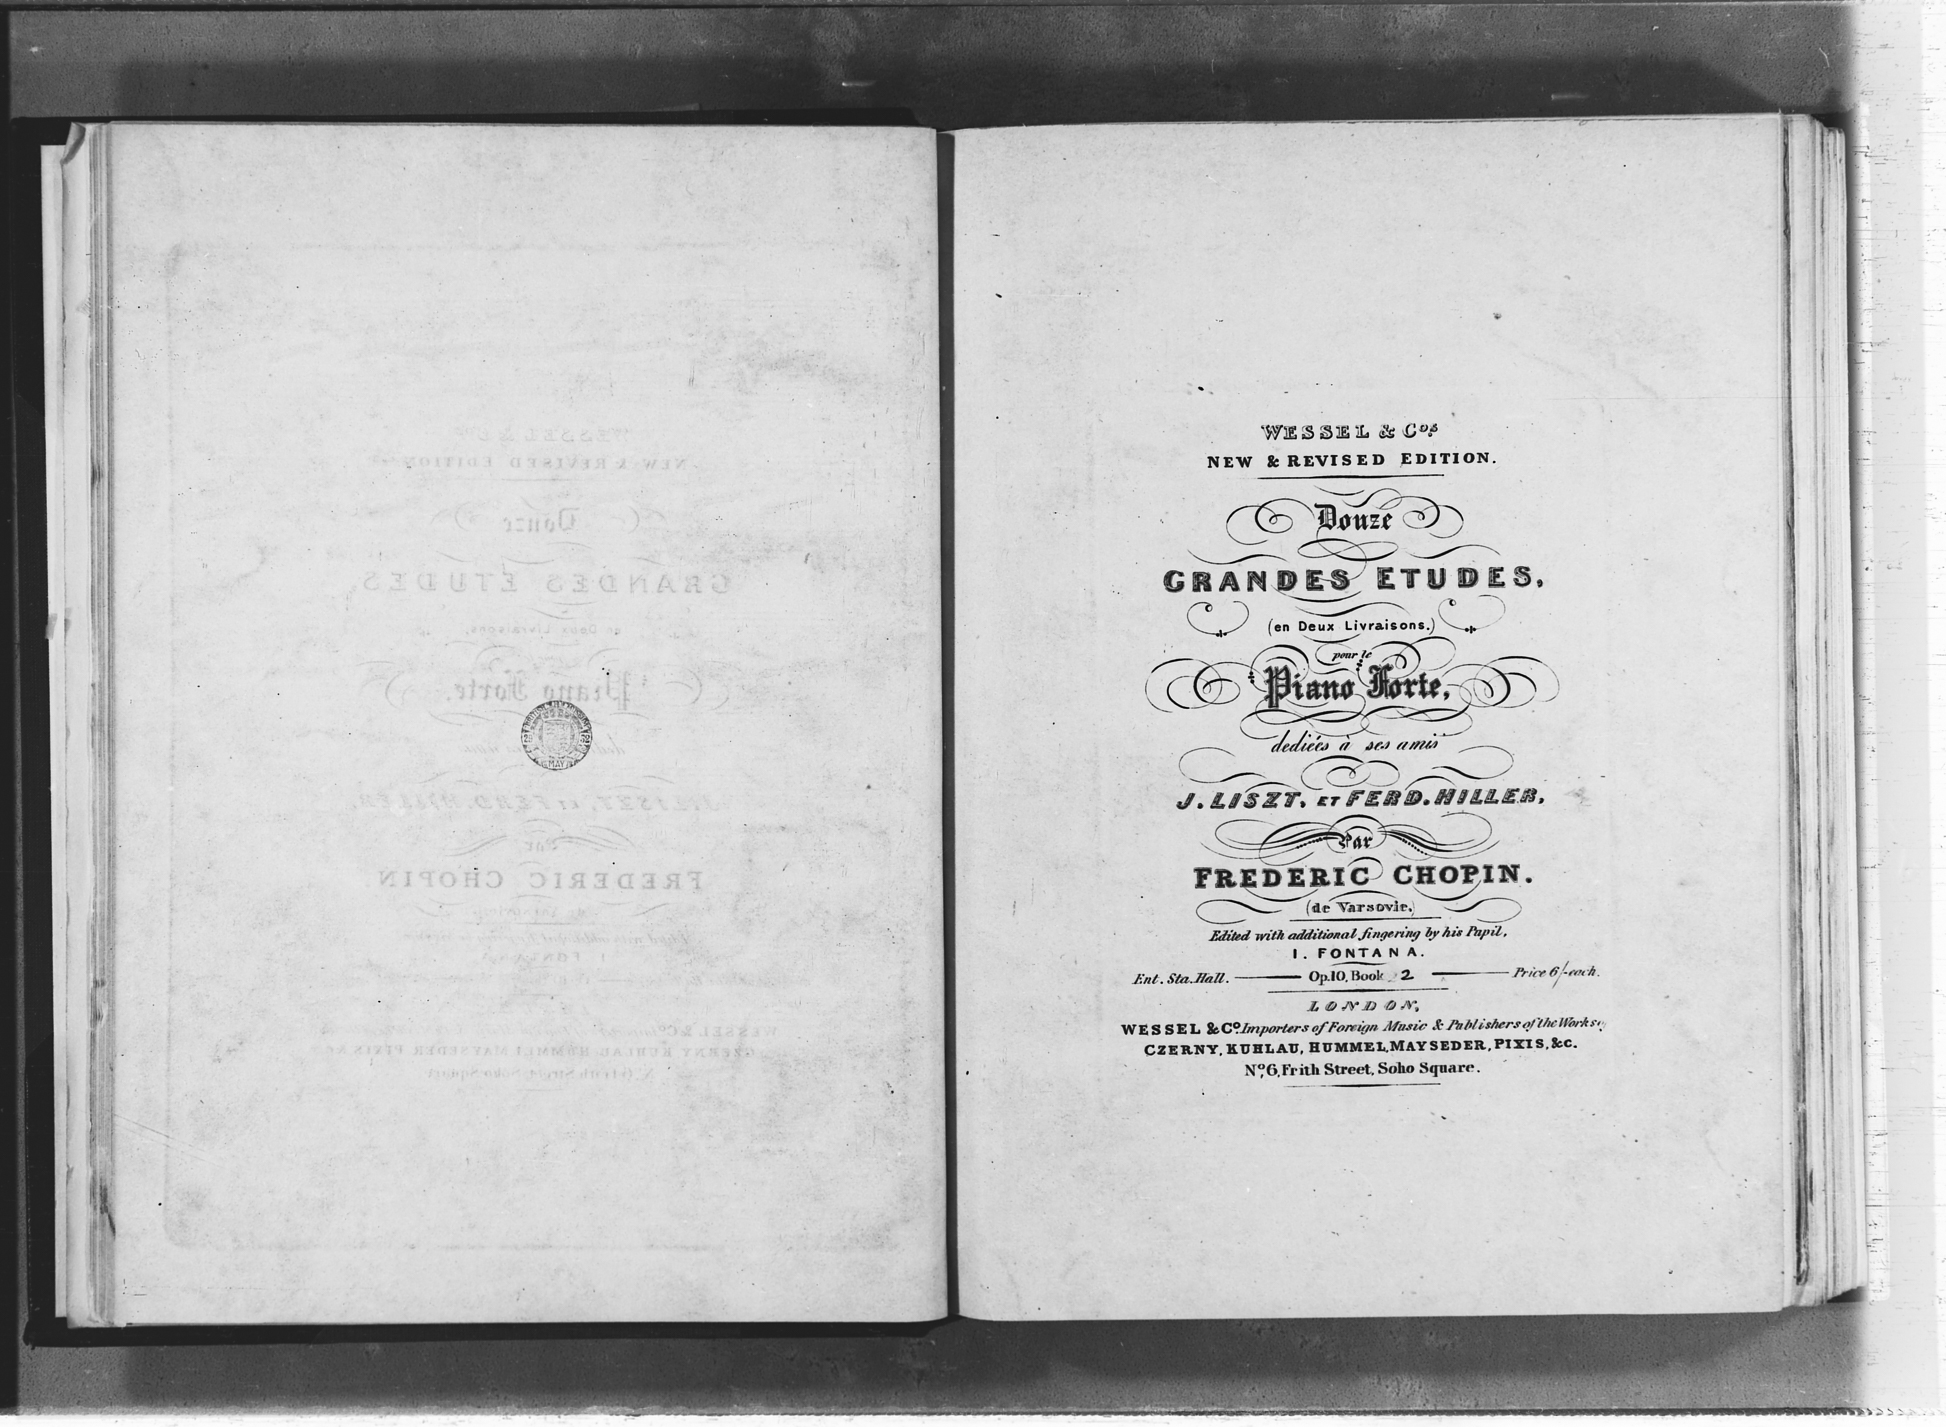 WESSEL & Cos
NEW & REVISED EDITION.
Douze
GRANDES ETUDES,
(en Deux Livraisons.)
pour le
Piano Forte,
dediées à ses amis
J. LISZT, ET FERD. HILLER,
Par
FREDERIC CHOPIN.
(de Varsovie.)
Edited with additional fingering by his Pupil,
I. FONTANA.
Ent. Sta. Hall. Op.10, Book 2 Price 6/- each.
LONDON,
WESSEL & Co. Importers of Foreign Music & Publishers of the Works
CZERNY, KUHLAU, HUMMEL, MAYSEDER, PIXIS, &c.
No. 6, Frith Street, Soho Square.